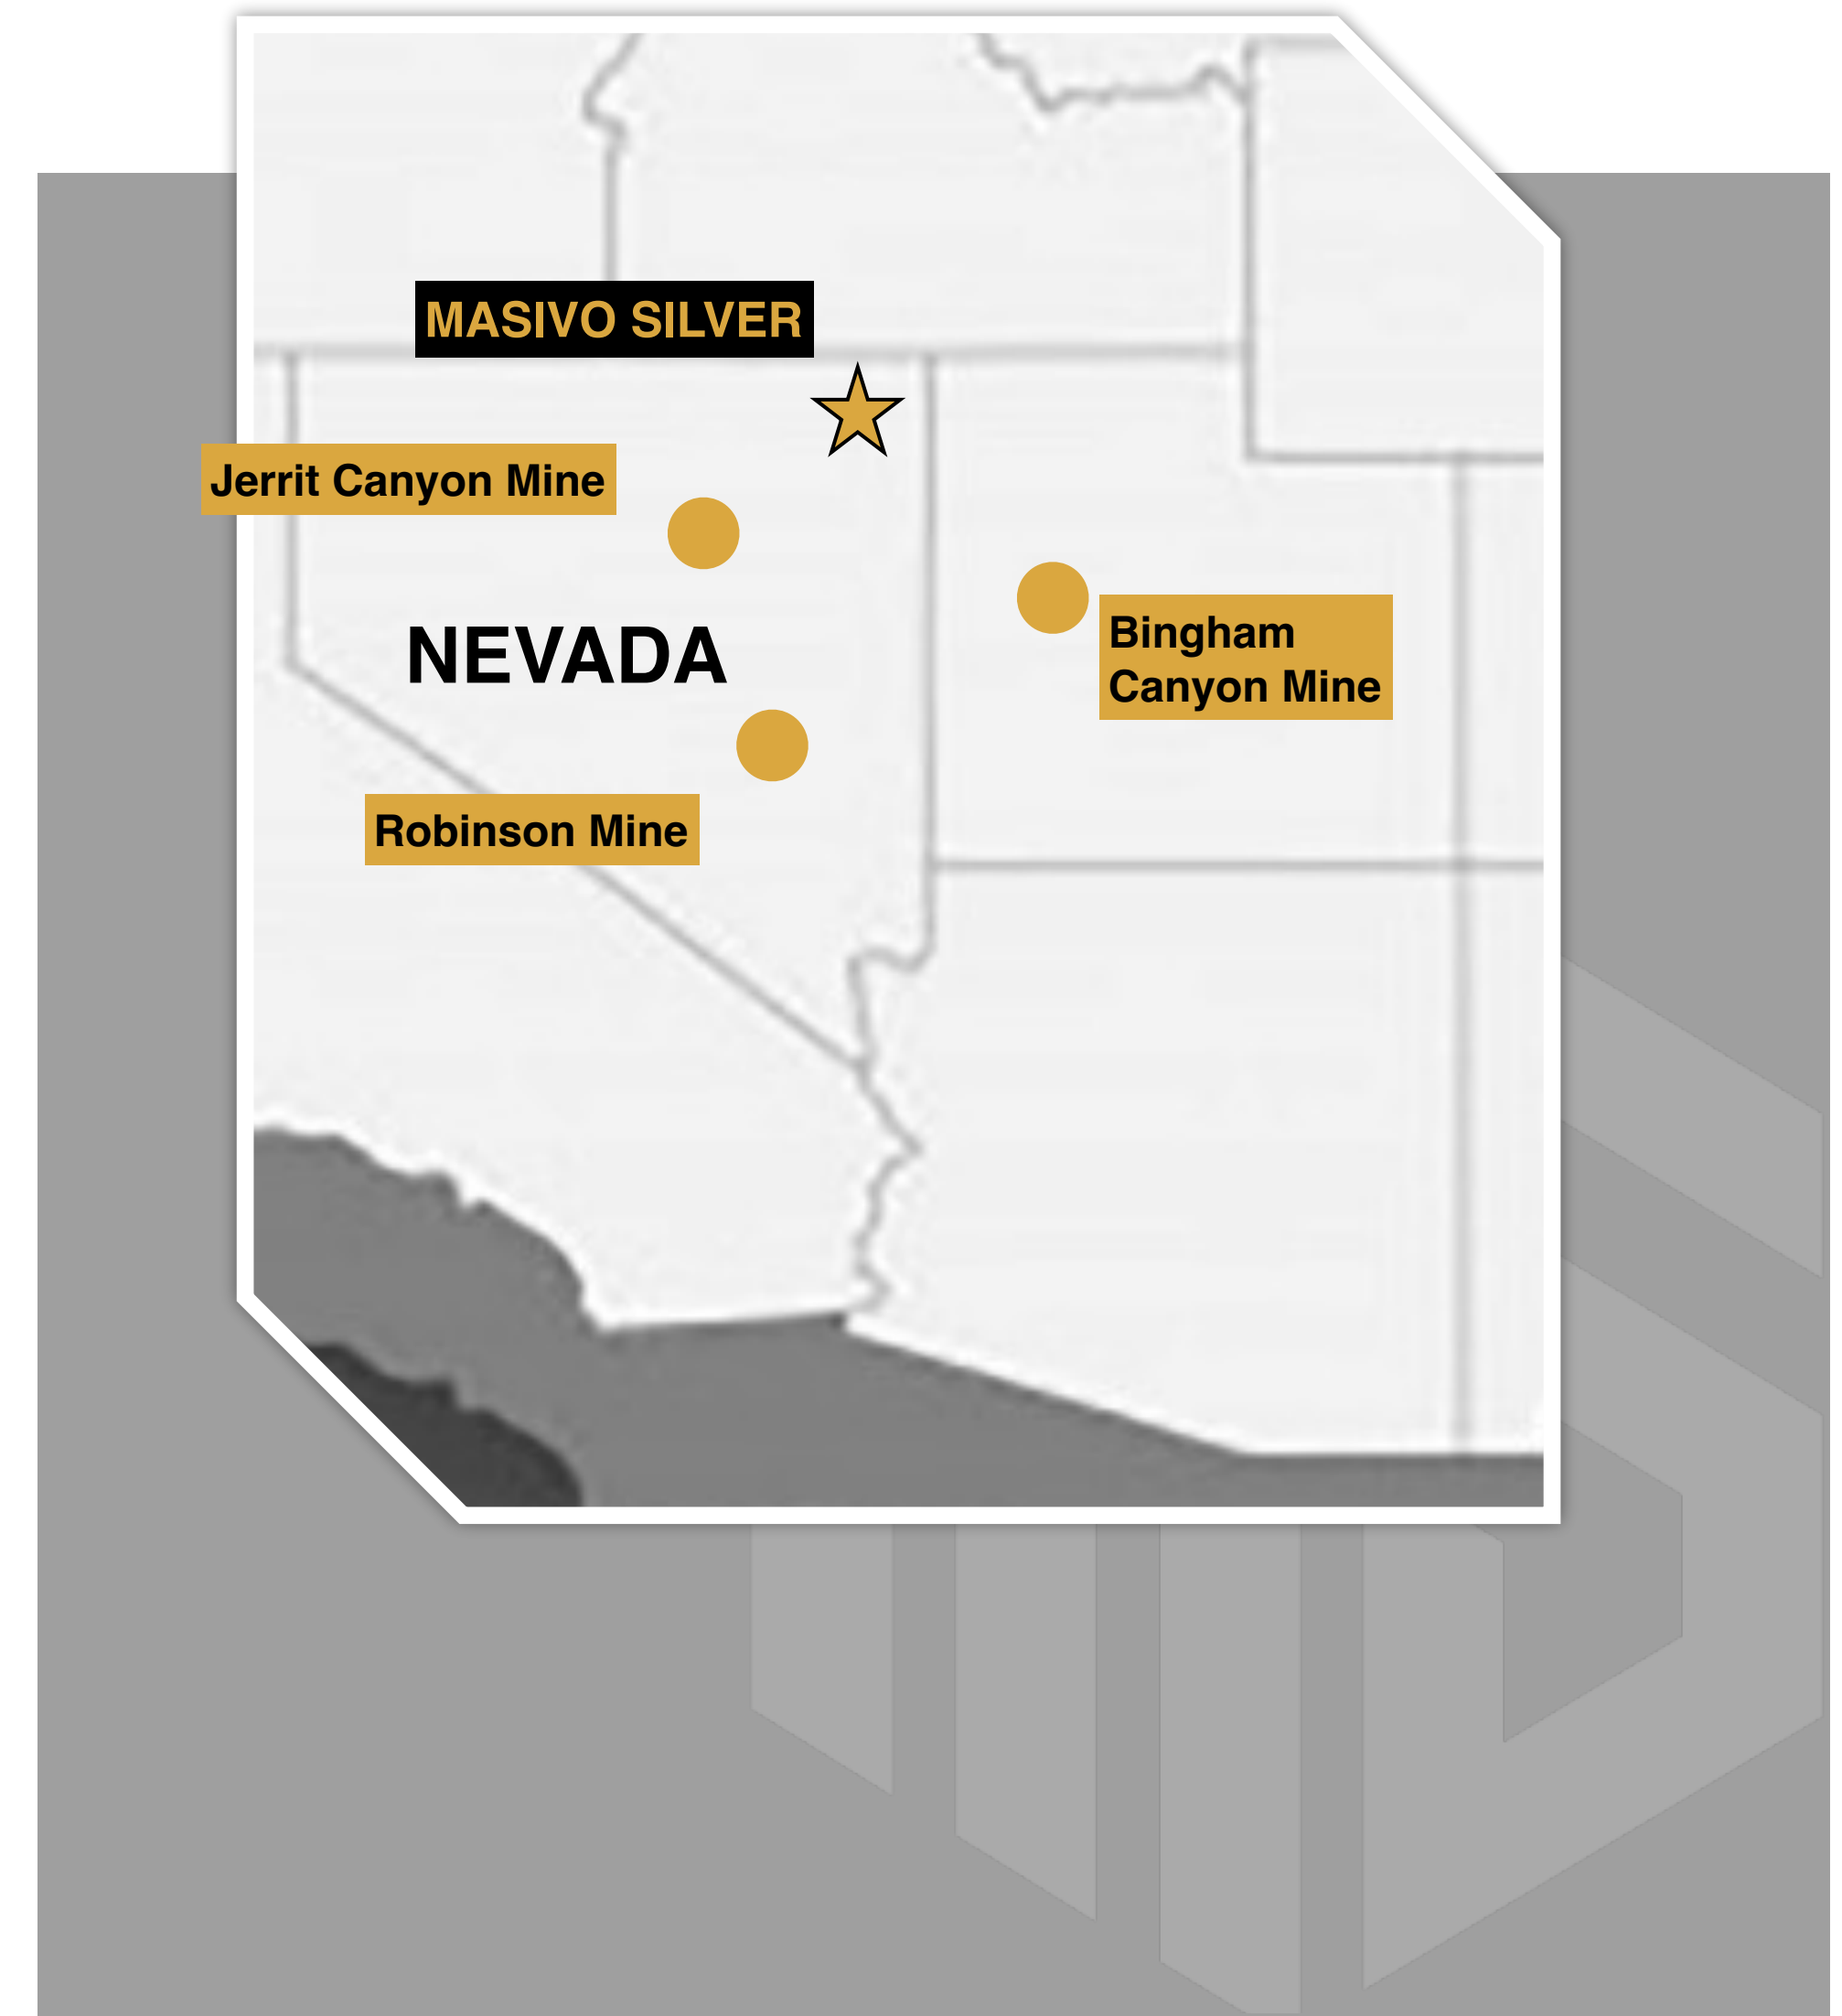 MASIVO SILVER
Jerrit Canyon Mine
NEVADA
Bingham
Canyon Mine
Robinson Mine